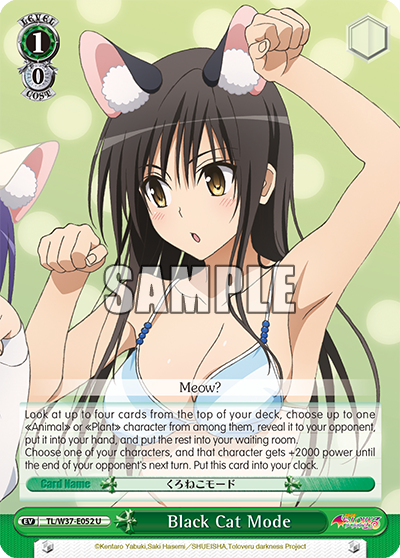 LEVEL
1
0
COST
SAMPLE
Meow?
Look at up to four cards from the top of your deck, choose up to one
«Animal» or «Plant» character from among them, reveal it to your opponent,
put it into your hand, and put the rest into your waiting room.
Choose one of your characters, and that character gets +2000 power until
the end of your opponent's next turn. Put this card into your clock.
Card Name くろねこモード
EV TL/W37-E052 U Black Cat Mode
©Kentaro Yabuki,Saki Hasemi／SHUEISHA,Toloveru darkness Project